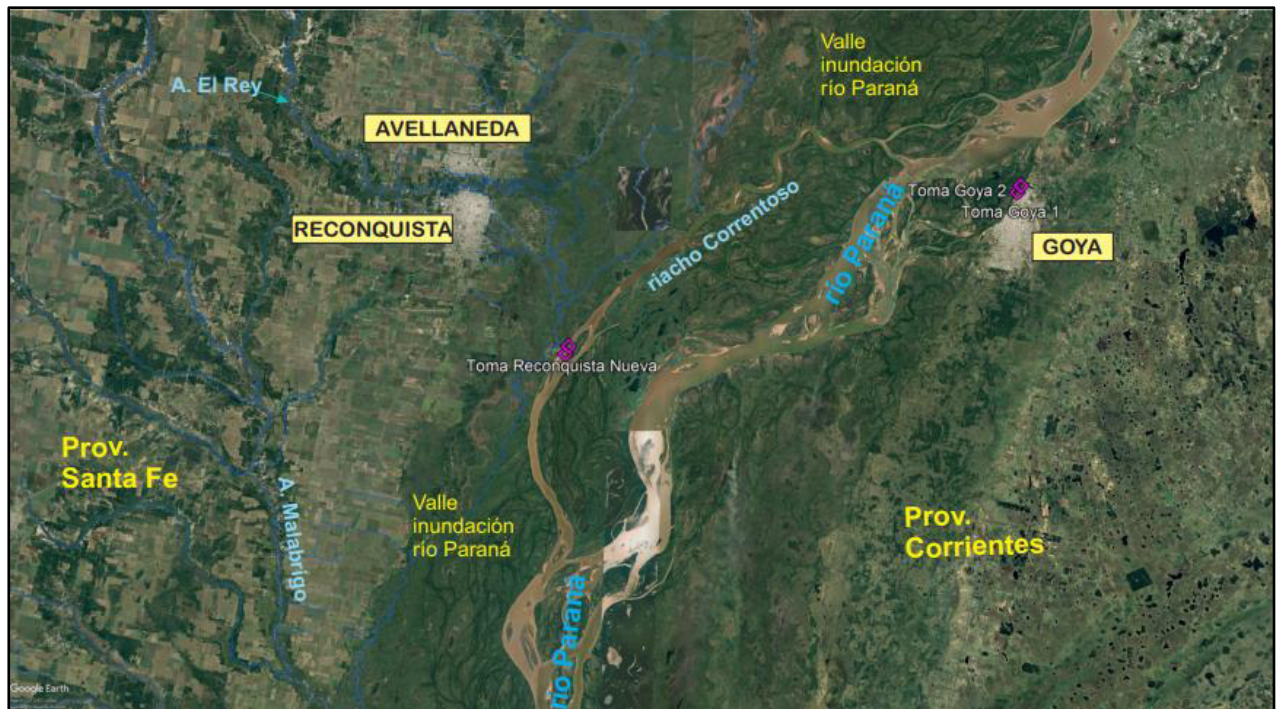 Valle
inundación
río Paraná
A. El Rey
AVELLANEDA
Toma Goya 2
Toma Goya 1
RECONQUISTA
riacho Correntoso
río Paraná
GOYA
Toma Reconquista Nueva
Prov.
Santa Fe
A. Malabrigo
Valle
inundación
río Paraná
Prov.
Corrientes
río Paraná
Google Earth